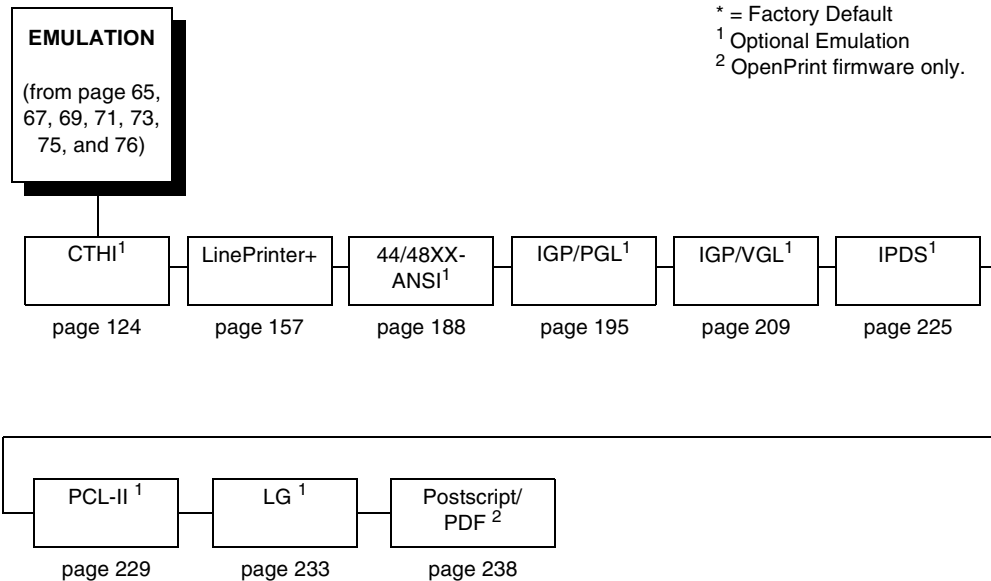 EMULATION
(from page 65,
67, 69, 71, 73,
75, and 76)
* = Factory Default
1 Optional Emulation
2 OpenPrint firmware only.
CTHI1
LinePrinter+
44/48XX-
ANSI1
IGP/PGL1
IGP/VGL1
IPDS1
page 124
page 157
page 188
page 195
page 209
page 225
PCL-II 1
LG 1
Postscript/
PDF 2
page 229
page 233
page 238